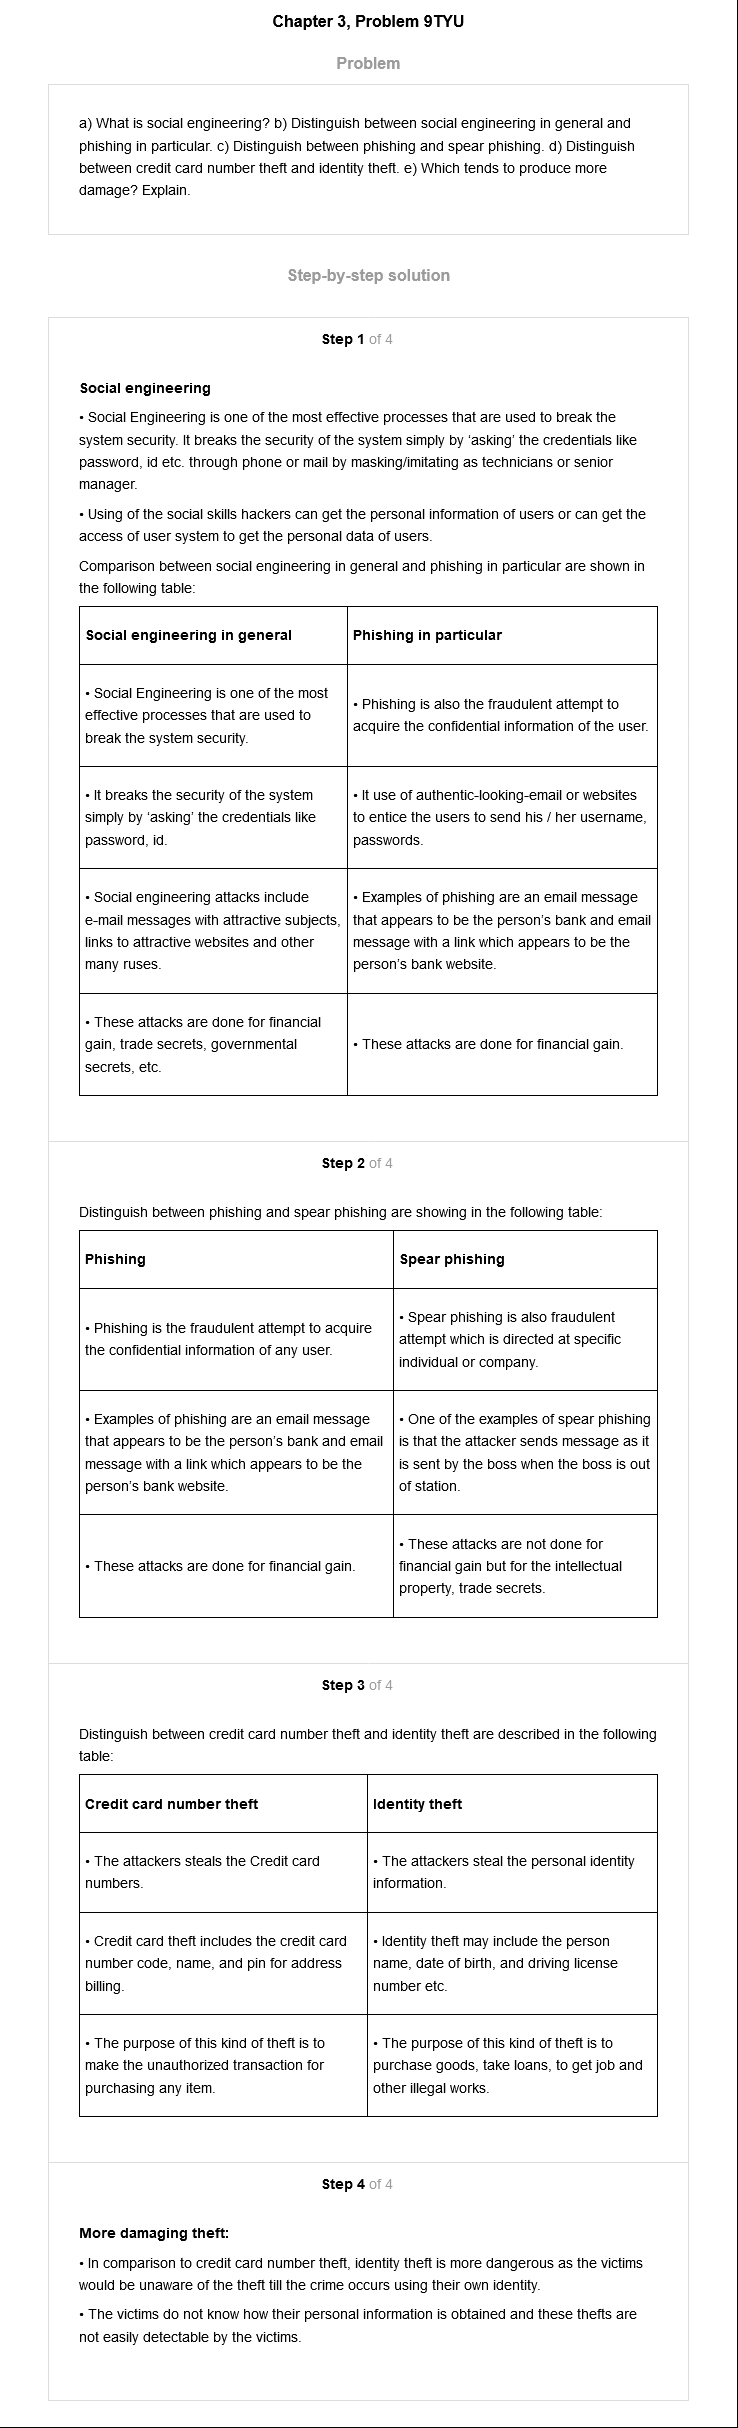 Chapter 3, Problem 9TYU
Problem
a) What is social engineering? b) Distinguish between social engineering in general and
phishing in particular. c) Distinguish between phishing and spear phishing. d) Distinguish
between credit card number theft and identity theft. e) Which tends to produce more
damage? Explain.
Step-by-step solution
Step 1 of 4
Social engineering
• Social Engineering is one of the most effective processes that are used to break the
system security. It breaks the security of the system simply by ‘asking’ the credentials like
password, id etc. through phone or mail by masking/imitating as technicians or senior
manager.
• Using of the social skills hackers can get the personal information of users or can get the
access of user system to get the personal data of users.
Comparison between social engineering in general and phishing in particular are shown in
the following table:
Social engineering in general
Phishing in particular
• Social Engineering is one of the most
effective processes that are used to
break the system security.
• Phishing is also the fraudulent attempt to
acquire the confidential information of the user.
• It breaks the security of the system
simply by ‘asking’ the credentials like
password, id.
• It use of authentic-looking-email or websites
to entice the users to send his / her username,
passwords.
• Social engineering attacks include
e-mail messages with attractive subjects,
links to attractive websites and other
many ruses.
• Examples of phishing are an email message
that appears to be the person’s bank and email
message with a link which appears to be the
person’s bank website.
• These attacks are done for financial
gain, trade secrets, governmental
secrets, etc.
• These attacks are done for financial gain.
Step 2 of 4
Distinguish between phishing and spear phishing are showing in the following table:
Phishing
Spear phishing
• Phishing is the fraudulent attempt to acquire
the confidential information of any user.
• Spear phishing is also fraudulent
attempt which is directed at specific
individual or company.
• Examples of phishing are an email message
that appears to be the person’s bank and email
message with a link which appears to be the
person’s bank website.
• One of the examples of spear phishing
is that the attacker sends message as it
is sent by the boss when the boss is out
of station.
• These attacks are done for financial gain.
• These attacks are not done for
financial gain but for the intellectual
property, trade secrets.
Step 3 of 4
Distinguish between credit card number theft and identity theft are described in the following
table:
Credit card number theft
Identity theft
• The attackers steals the Credit card
numbers.
• The attackers steal the personal identity
information.
• Credit card theft includes the credit card
number code, name, and pin for address
billing.
• Identity theft may include the person
name, date of birth, and driving license
number etc.
• The purpose of this kind of theft is to
make the unauthorized transaction for
purchasing any item.
• The purpose of this kind of theft is to
purchase goods, take loans, to get job and
other illegal works.
Step 4 of 4
More damaging theft:
• In comparison to credit card number theft, identity theft is more dangerous as the victims
would be unaware of the theft till the crime occurs using their own identity.
• The victims do not know how their personal information is obtained and these thefts are
not easily detectable by the victims.